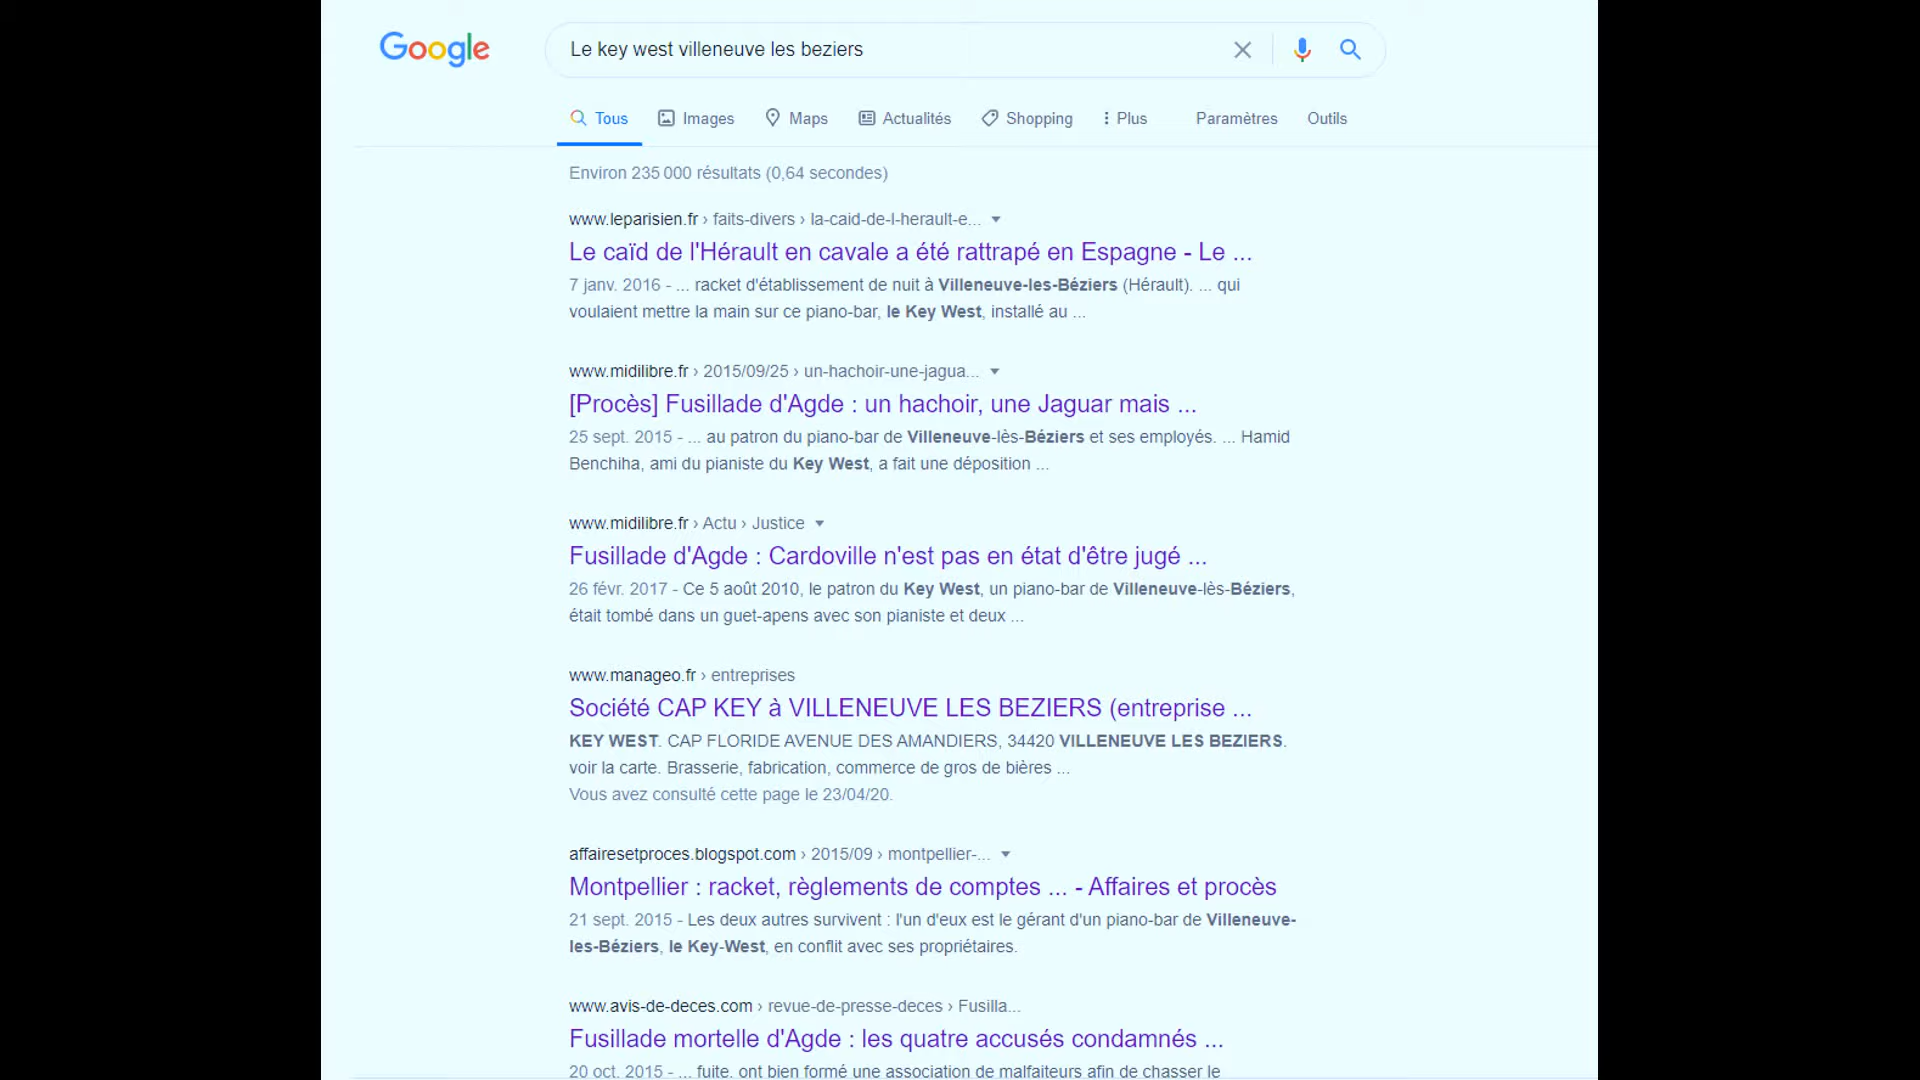 Google
Le key west villeneuve les beziers
Tous Images Maps Actualités Shopping Plus Paramètres Outils
Environ 235 000 résultats (0,64 secondes)
www.leparisien.fr › faits-divers › la-caid-de-l-herault-e...
Le caïd de l'Hérault en cavale a été rattrapé en Espagne - Le ...
7 janv. 2016 - ... racket d'établissement de nuit à Villeneuve-les-Béziers (Hérault). ... qui
voulaient mettre la main sur ce piano-bar, le Key West, installé au ...
www.midilibre.fr › 2015/09/25 › un-hachoir-une-jagua...
[Procès] Fusillade d'Agde : un hachoir, une Jaguar mais ...
25 sept. 2015 - ... au patron du piano-bar de Villeneuve-lès-Béziers et ses employés. ... Hamid
Benchiha, ami du pianiste du Key West, a fait une déposition ...
www.midilibre.fr › Actu › Justice
Fusillade d'Agde : Cardoville n'est pas en état d'être jugé ...
26 févr. 2017 - Ce 5 août 2010, le patron du Key West, un piano-bar de Villeneuve-lès-Béziers,
était tombé dans un guet-apens avec son pianiste et deux ...
www.manageo.fr › entreprises
Société CAP KEY à VILLENEUVE LES BEZIERS (entreprise ...
KEY WEST. CAP FLORIDE AVENUE DES AMANDIERS, 34420 VILLENEUVE LES BEZIERS.
voir la carte. Brasserie, fabrication, commerce de gros de bières ...
Vous avez consulté cette page le 23/04/20.
affairesetproces.blogspot.com › 2015/09 › montpellier-...
Montpellier : racket, règlements de comptes ... - Affaires et procès
21 sept. 2015 - Les deux autres survivent : l'un d'eux est le gérant d'un piano-bar de Villeneuve-
les-Béziers, le Key-West, en conflit avec ses propriétaires.
www.avis-de-deces.com › revue-de-presse-deces › Fusilla...
Fusillade mortelle d'Agde : les quatre accusés condamnés ...
20 oct. 2015 - ... fuite, ont bien formé une association de malfaiteurs afin de chasser le